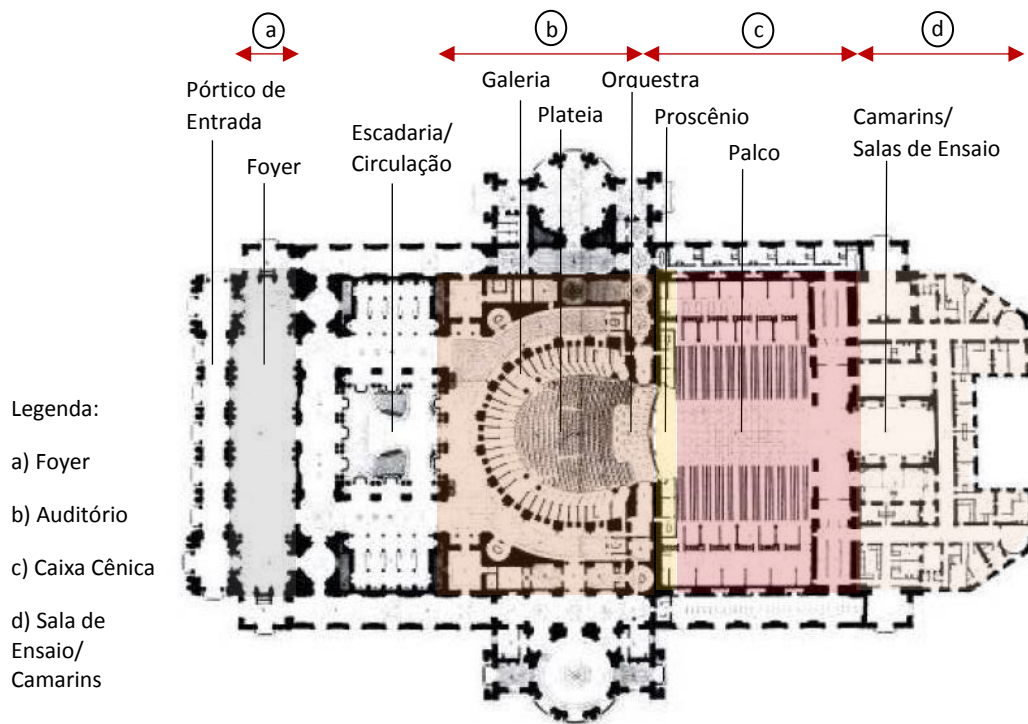 a
b
c
d
Pórtico de
Entrada
Foyer
Escadaria/
Circulação
Galeria
Plateia
Orquestra
Proscênio
Palco
Camarins/
Salas de Ensaio
Legenda:
a) Foyer
b) Auditório
c) Caixa Cênica
d) Sala de
Ensaio/
Camarins